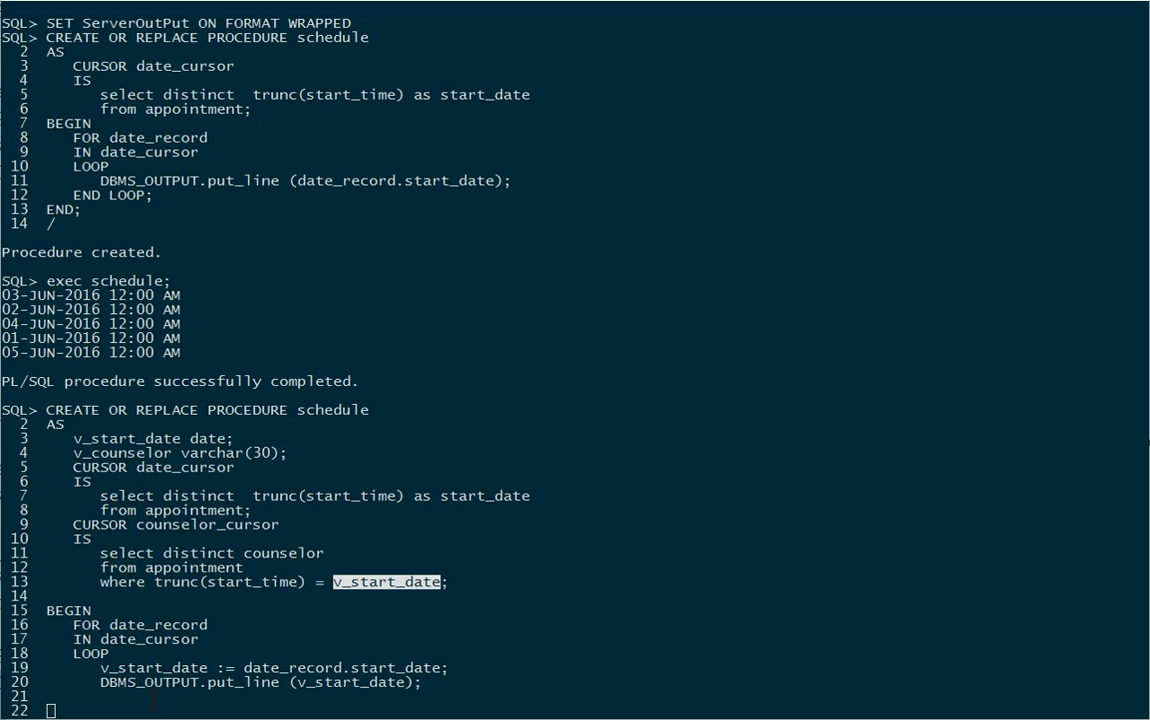 SQL> SET ServerOutPut ON FORMAT WRAPPED
SQL> CREATE OR REPLACE PROCEDURE schedule
  2  AS
  3     CURSOR date_cursor
  4     IS
  5        select distinct  trunc(start_time) as start_date
  6        from appointment;
  7  BEGIN
  8     FOR date_record
  9     IN date_cursor
 10     LOOP
 11        DBMS_OUTPUT.put_line (date_record.start_date);
 12     END LOOP;
 13  END;
 14  /
Procedure created.
SQL> exec schedule;
03-JUN-2016 12:00 AM
02-JUN-2016 12:00 AM
04-JUN-2016 12:00 AM
01-JUN-2016 12:00 AM
05-JUN-2016 12:00 AM
PL/SQL procedure successfully completed.
SQL> CREATE OR REPLACE PROCEDURE schedule
  2  AS
  3     v_start_date date;
  4     v_counselor varchar(30);
  5     CURSOR date_cursor
  6     IS
  7        select distinct  trunc(start_time) as start_date
  8        from appointment;
  9     CURSOR counselor_cursor
 10     IS
 11        select distinct counselor
 12        from appointment
 13        where trunc(start_time) = v_start_date;
 14
 15  BEGIN
 16     FOR date_record
 17     IN date_cursor
 18     LOOP
 19        v_start_date := date_record.start_date;
 20        DBMS_OUTPUT.put_line (v_start_date);
 21
 22